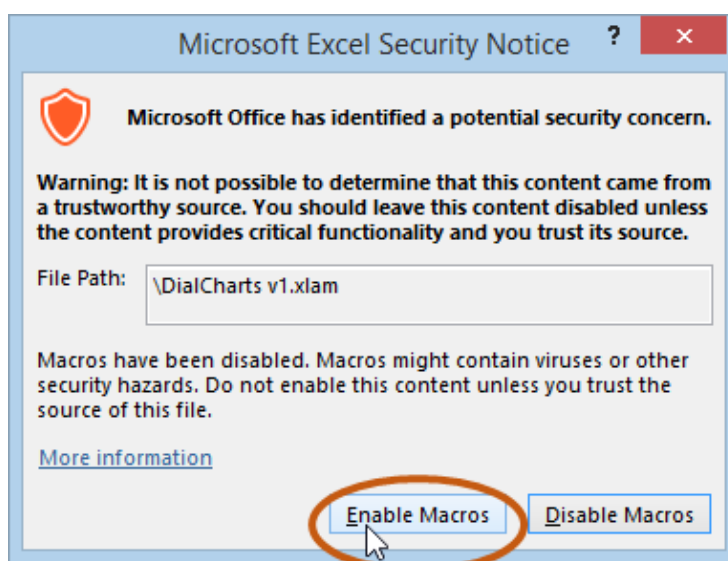 Microsoft Excel Security Notice ? ×
Microsoft Office has identified a potential security concern.
Warning: It is not possible to determine that this content came from
a trustworthy source. You should leave this content disabled unless
the content provides critical functionality and you trust its source.
File Path: \DialCharts v1.xlam
Macros have been disabled. Macros might contain viruses or other
security hazards. Do not enable this content unless you trust the
source of this file.
More information
Enable Macros Disable Macros